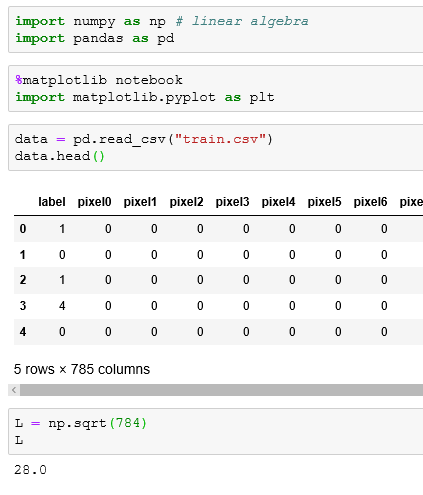 import numpy as np # linear algebra
import pandas as pd
%matplotlib notebook
import matplotlib.pyplot as plt
data = pd.read_csv("train.csv")
data.head()
label pixel0 pixel1 pixel2 pixel3 pixel4 pixel5 pixel6 pixe
0 1 0 0 0 0 0 0 0
1 0 0 0 0 0 0 0 0
2 1 0 0 0 0 0 0 0
3 4 0 0 0 0 0 0 0
4 0 0 0 0 0 0 0 0
5 rows × 785 columns
L = np.sqrt(784)
L
28.0